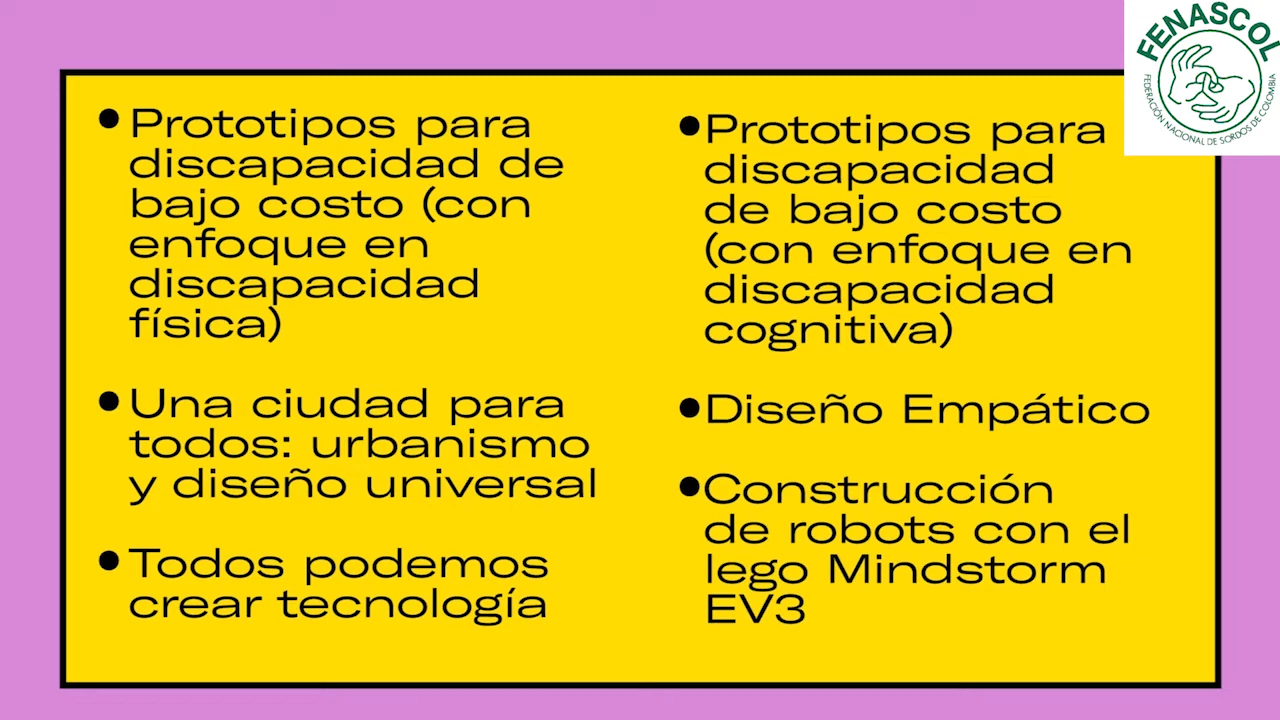 • Prototipos para
discapacidad de
bajo costo (con
enfoque en
discapacidad
física)
• Una ciudad para
todos: urbanismo
y diseño universal
• Todos podemos
crear tecnología
• Prototipos para
discapacidad
de bajo costo
(con enfoque en
discapacidad
cognitiva)
• Diseño Empático
• Construcción
de robots con el
lego Mindstorm
EV3
FENASCOL
FEDERACIÓN NACIONAL DE SORDOS DE COLOMBIA